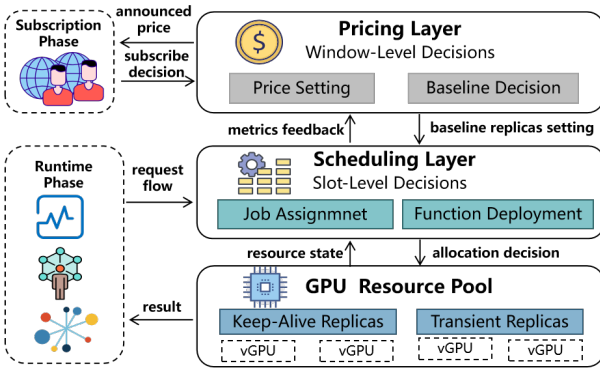 Subscription
Phase
announced
price
subscribe
decision
$
Pricing Layer
Window-Level Decisions
Price Setting
Baseline Decision
metrics feedback
baseline replicas setting
Runtime
Phase
request
flow
Scheduling Layer
Slot-Level Decisions
Job Assignmnet
Function Deployment
resource state
allocation decision
result
GPU Resource Pool
Keep-Alive Replicas
Transient Replicas
vGPU
vGPU
vGPU
vGPU